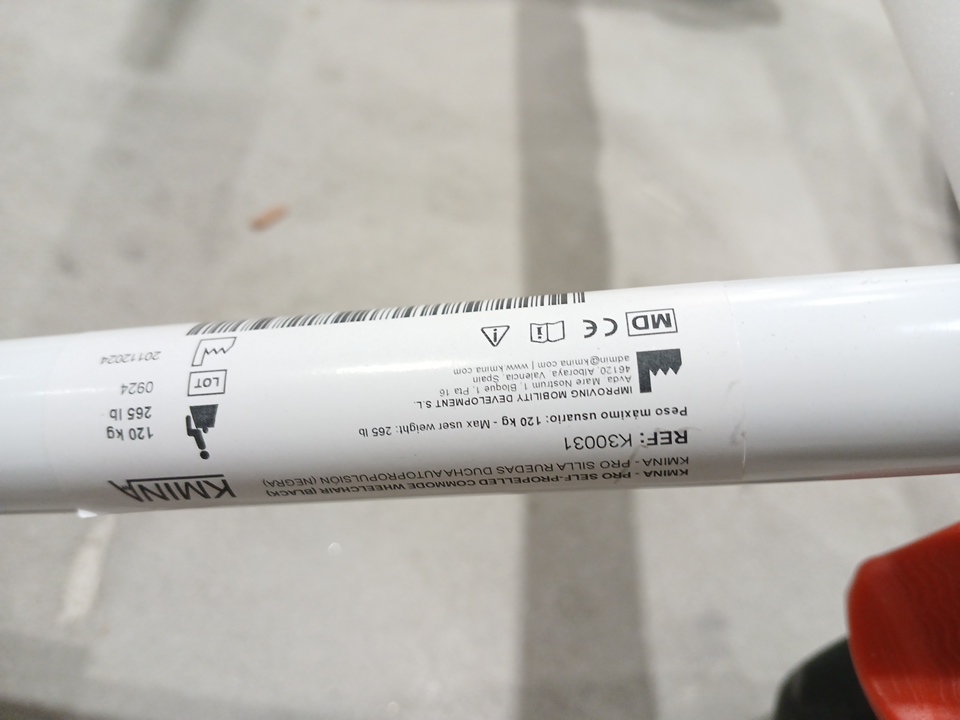 KMINA
KMINA - PRO SELF-PROPELLED COMMODE WHEELCHAIR (BLACK)
KMINA - PRO SILLA RUEDAS DUCHA AUTOPROPULSION (NEGRA)
REF: K30031
Peso máximo usuario: 120 kg - Max user weight: 265 lb
IMPROVING MOBILITY DEVELOPMENT S.L.
Avda Mare Nostrum 1, Bloque 1, Pta 16
46120, Alboraya, Valencia, Spain
admin@kmina.com | www.kmina.com
MD CE
120 kg
265 lb
LOT 0924
20112024